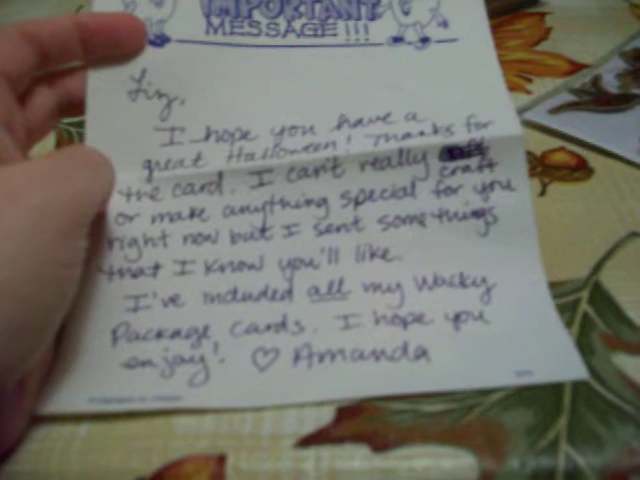 IMPORTANT
MESSAGE!!!
Liz,
I hope you have a
great Halloween! Thanks for
the card. I can't really
craft
or make anything special for you
right now but I sent some things
that I know you'll like.
I've included all my Wacky
Package cards. I hope you
enjoy! ♡ Amanda